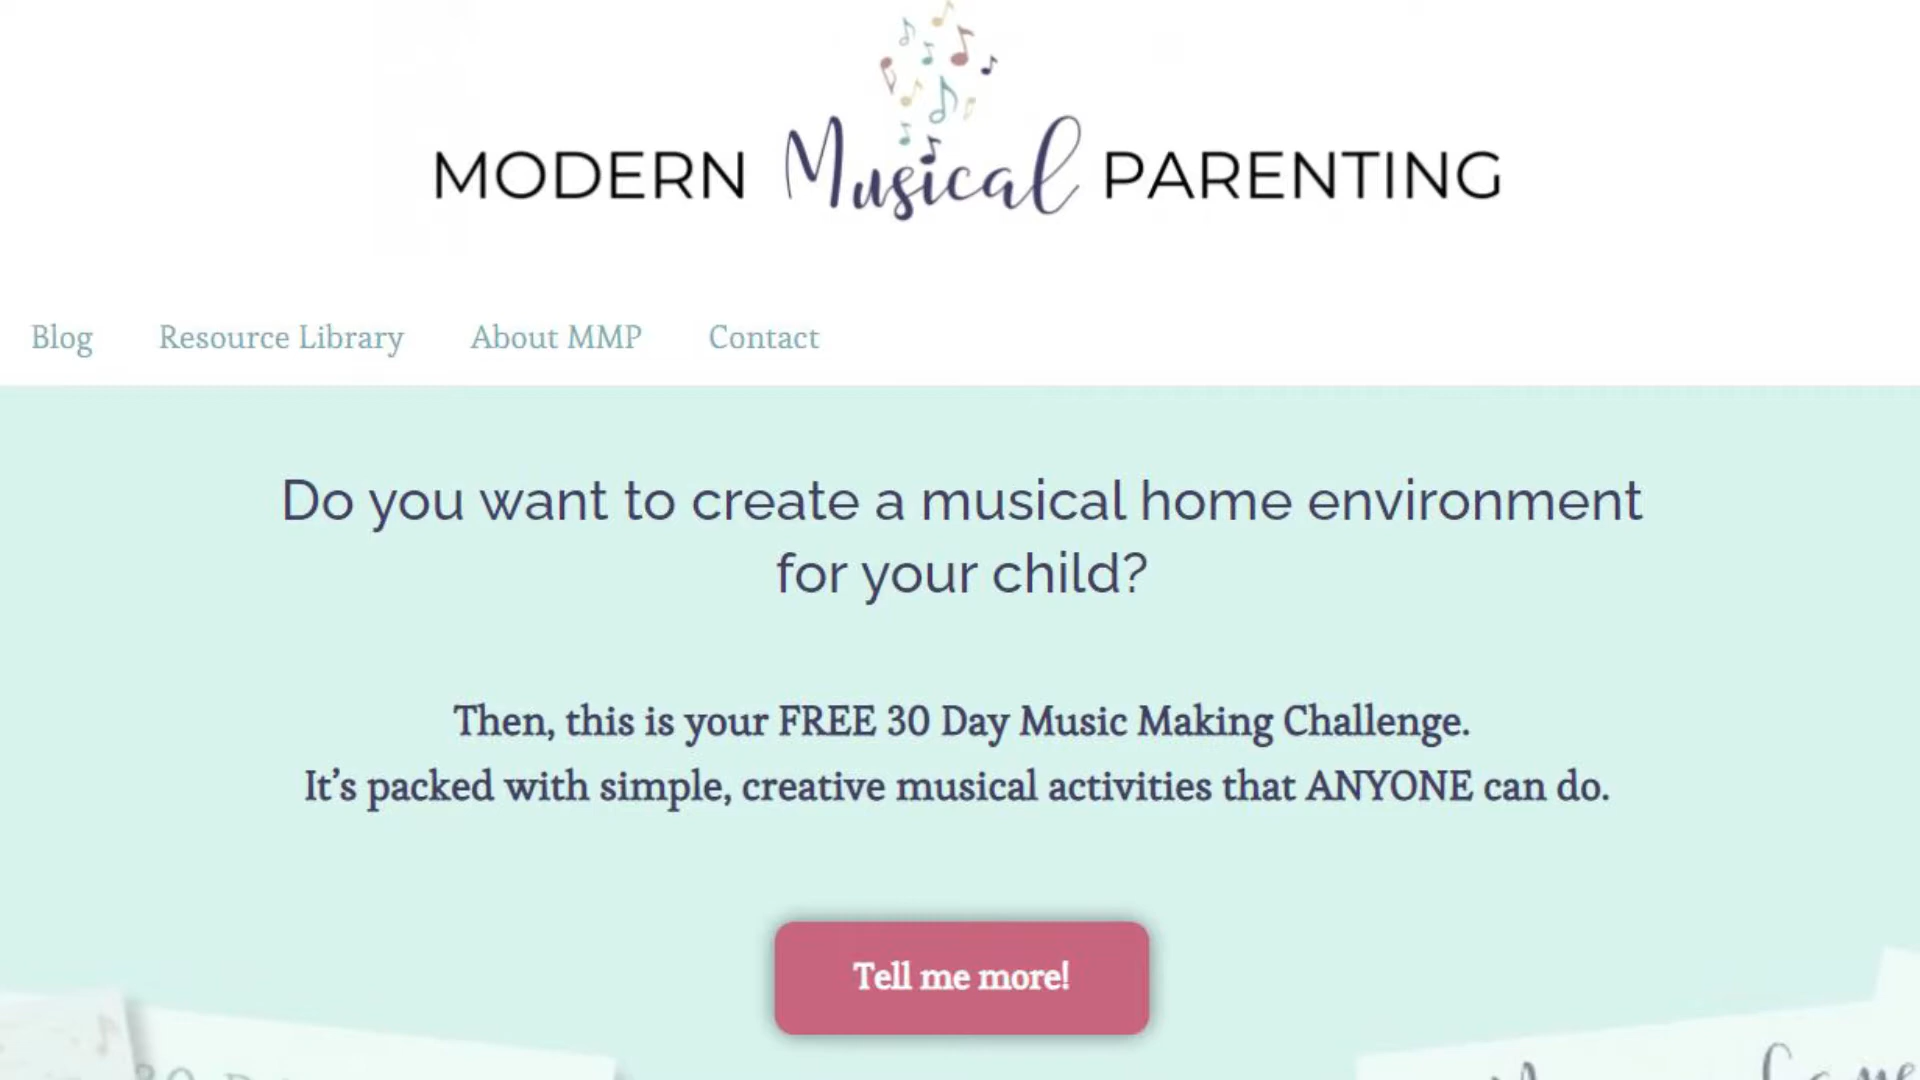 MODERN Musical PARENTING
Blog Resource Library About MMP Contact
Do you want to create a musical home environment
for your child?
Then, this is your FREE 30 Day Music Making Challenge.
It's packed with simple, creative musical activities that ANYONE can do.
Tell me more!